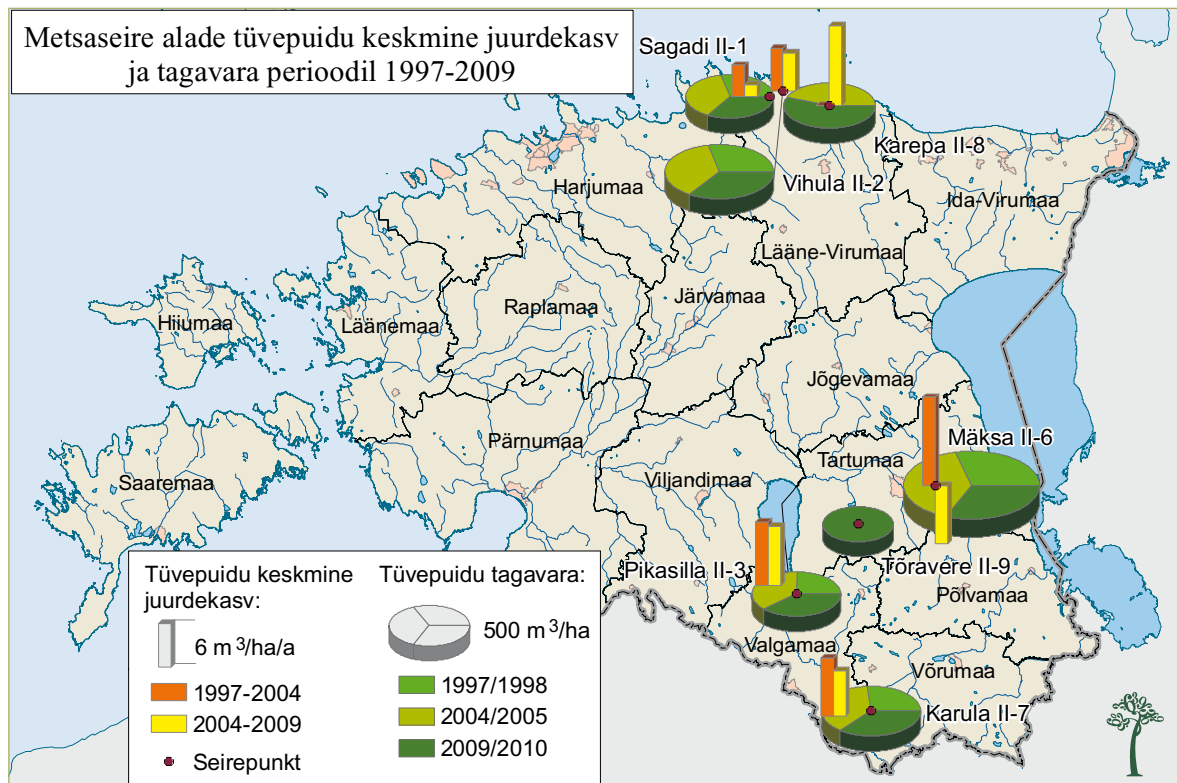 Metsaseire alade tüvepuidu keskmine juurdekasv
ja tagavara perioodil 1997-2009
Sagadi II-1
Karepa II-8
Vihula II-2
Harjumaa
Ida-Virumaa
Lääne-Virumaa
Hiiumaa
Läänemaa
Raplamaa
Järvamaa
Jõgevamaa
Pärnumaa
Mäksa II-6
Tartumaa
Saaremaa
Viljandimaa
Pikasilla II-3
Tõravere II-9
Põlvamaa
Valgamaa
Võrumaa
Karula II-7
Tüvepuidu keskmine
juurdekasv:
6 m³/ha/a
1997-2004
2004-2009
Seirepunkt
Tüvepuidu tagavara:
500 m³/ha
1997/1998
2004/2005
2009/2010